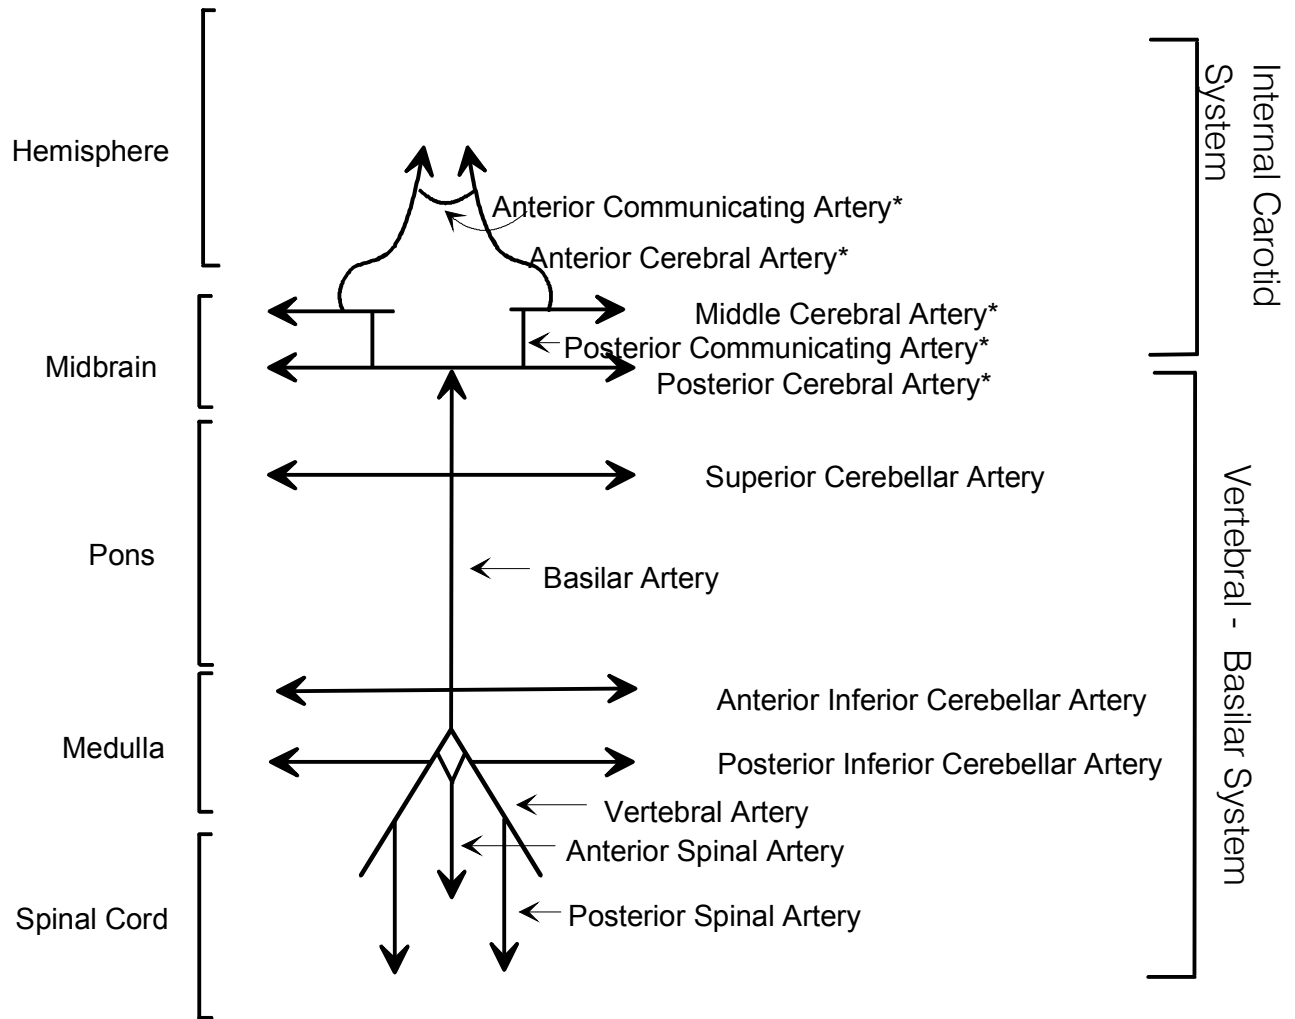 Hemisphere
Midbrain
Pons
Medulla
Spinal Cord
Anterior Communicating Artery*
Anterior Cerebral Artery*
Middle Cerebral Artery*
Posterior Communicating Artery*
Posterior Cerebral Artery*
Superior Cerebellar Artery
Basilar Artery
Anterior Inferior Cerebellar Artery
Posterior Inferior Cerebellar Artery
Vertebral Artery
Anterior Spinal Artery
Posterior Spinal Artery
Internal Carotid
System
Vertebral - Basilar System